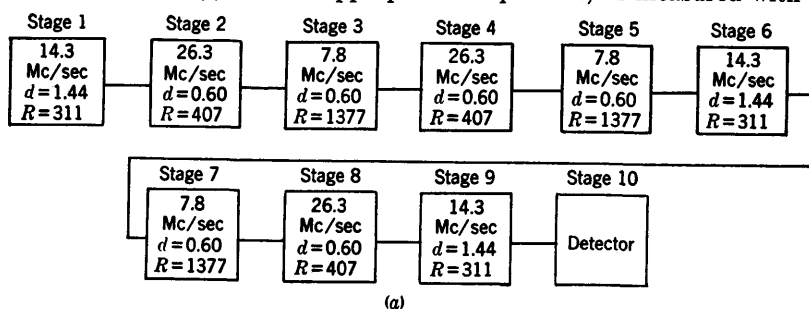 Stage 1 Stage 2 Stage 3 Stage 4 Stage 5 Stage 6
14.3 26.3 7.8 26.3 7.8 14.3
Mc/sec Mc/sec Mc/sec Mc/sec Mc/sec Mc/sec
d=1.44 d=0.60 d=0.60 d=0.60 d=0.60 d=1.44
R=311 R=407 R=1377 R=407 R=1377 R=311
Stage 7 Stage 8 Stage 9 Stage 10
7.8 26.3 14.3
Mc/sec Mc/sec Mc/sec Detector
d=0.60 d=0.60 d=1.44
R=1377 R=407 R=311
(a)